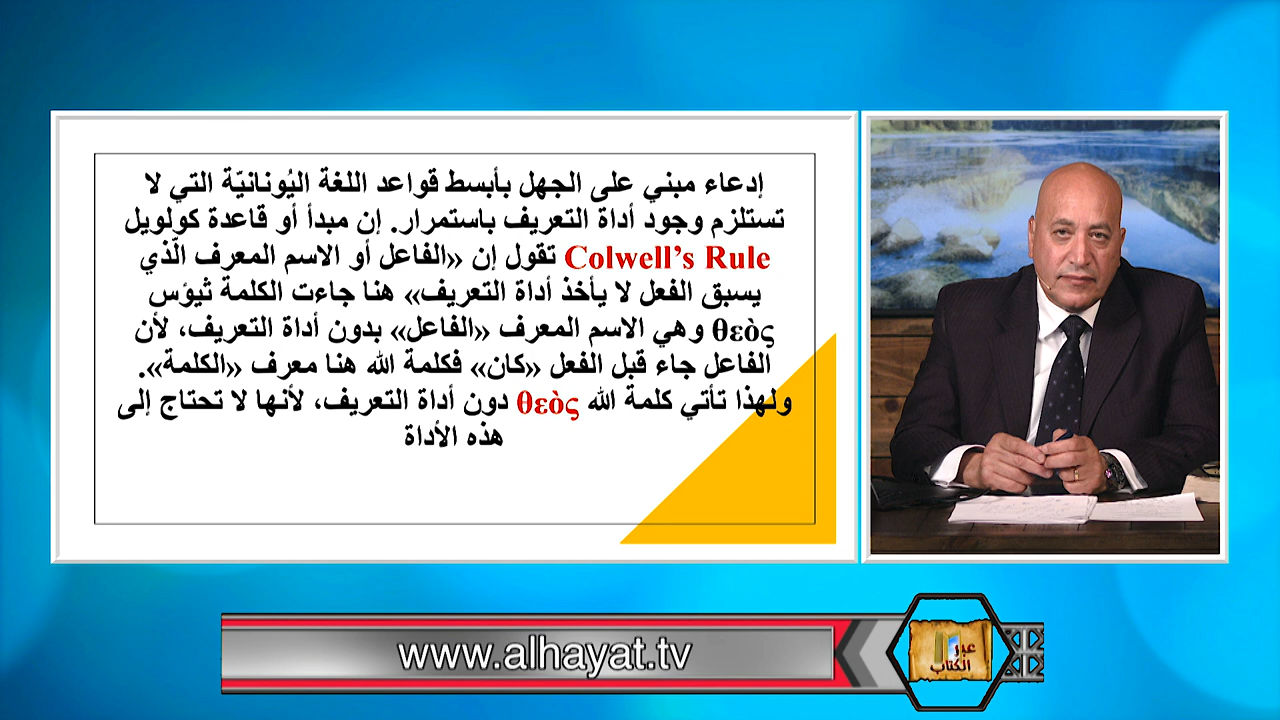 إدعاء مبني على الجهل بأبسط قواعد اللغة اليُونانيّة التي لا
تستلزم وجود أداة التعريف باستمرار. إن مبدأ أو قاعدة كولويل
Colwell’s Rule تقول إن «الفاعل أو الاسم المعرف الّذي
يسبق الفعل لا يأخذ أداة التعريف» هنا جاءت الكلمة ثيؤس
θεὸς وهي الاسم المعرف «الفاعل» بدون أداة التعريف، لأن
الفاعل جاء قبل الفعل «كان» فكلمة الله هنا معرف «الكلمة».
ولهذا تأتي كلمة الله θεὸς دون أداة التعريف، لأنها لا تحتاج إلى
هذه الأداة
www.alhayat.tv
عبر
الكتاب